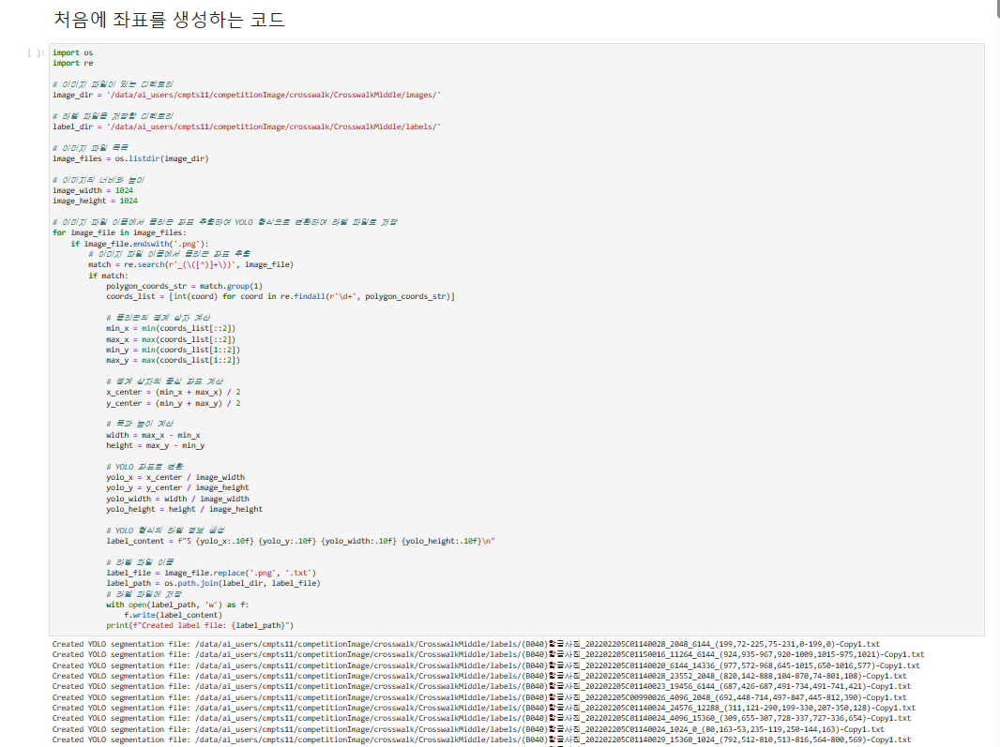 처음에 좌표를 생성하는 코드
[ ]:
import os
import re
# 이미지 파일이 있는 디렉토리
image_dir = '/data/ai_users/cmpts11/competitionImage/crosswalk/CrosswalkMiddle/images/'
# 라벨 파일을 저장할 디렉토리
label_dir = '/data/ai_users/cmpts11/competitionImage/crosswalk/CrosswalkMiddle/labels/'
# 이미지 파일 목록
image_files = os.listdir(image_dir)
# 이미지의 너비와 높이
image_width = 1024
image_height = 1024
# 이미지 파일 이름에서 폴리곤 좌표 추출하여 YOLO 형식으로 변환하여 라벨 파일로 저장
for image_file in image_files:
if image_file.endswith('.png'):
# 이미지 파일 이름에서 폴리곤 좌표 추출
match = re.search(r'_(\([^)]+\))', image_file)
if match:
polygon_coords_str = match.group(1)
coords_list = [int(coord) for coord in re.findall(r'\d+', polygon_coords_str)]
# 폴리곤의 경계 상자 계산
min_x = min(coords_list[::2])
max_x = max(coords_list[::2])
min_y = min(coords_list[1::2])
max_y = max(coords_list[1::2])
# 경계 상자의 중심 좌표 계산
x_center = (min_x + max_x) / 2
y_center = (min_y + max_y) / 2
# 폭과 높이 계산
width = max_x - min_x
height = max_y - min_y
# YOLO 좌표로 변환
yolo_x = x_center / image_width
yolo_y = y_center / image_height
yolo_width = width / image_width
yolo_height = height / image_height
# YOLO 형식의 라벨 정보 생성
label_content = f"5 {yolo_x:.10f} {yolo_y:.10f} {yolo_width:.10f} {yolo_height:.10f}\n"
# 라벨 파일 이름
label_file = image_file.replace('.png', '.txt')
label_path = os.path.join(label_dir, label_file)
# 라벨 파일에 저장
with open(label_path, 'w') as f:
f.write(label_content)
print(f"Created label file: {label_path}")
Created YOLO segmentation file: /data/ai_users/cmpts11/competitionImage/crosswalk/CrosswalkMiddle/labels/(B040)항공사진_202202205C01140028_2048_6144_(199,72-225,75-231,0-199,0)-Copy1.txt
Created YOLO segmentation file: /data/ai_users/cmpts11/competitionImage/crosswalk/CrosswalkMiddle/labels/(B040)항공사진_202202205C01150016_11264_6144_(924,935-967,920-1009,1015-975,1021)-Copy1.txt
Created YOLO segmentation file: /data/ai_users/cmpts11/competitionImage/crosswalk/CrosswalkMiddle/labels/(B040)항공사진_202202205C01140020_6144_14336_(977,572-968,645-1015,650-1016,577)-Copy1.txt
Created YOLO segmentation file: /data/ai_users/cmpts11/competitionImage/crosswalk/CrosswalkMiddle/labels/(B040)항공사진_202202205C01140028_23552_2048_(820,142-888,104-870,74-801,108)-Copy1.txt
Created YOLO segmentation file: /data/ai_users/cmpts11/competitionImage/crosswalk/CrosswalkMiddle/labels/(B040)항공사진_202202205C01140023_19456_6144_(687,426-687,491-734,491-741,421)-Copy1.txt
Created YOLO segmentation file: /data/ai_users/cmpts11/competitionImage/crosswalk/CrosswalkMiddle/labels/(B040)항공사진_202202205C00990026_4096_2048_(692,448-714,497-847,445-812,390)-Copy1.txt
Created YOLO segmentation file: /data/ai_users/cmpts11/competitionImage/crosswalk/CrosswalkMiddle/labels/(B040)항공사진_202202205C01140024_24576_12288_(311,121-290,199-330,207-350,128)-Copy1.txt
Created YOLO segmentation file: /data/ai_users/cmpts11/competitionImage/crosswalk/CrosswalkMiddle/labels/(B040)항공사진_202202205C01140024_4096_15360_(309,655-307,728-337,727-336,654)-Copy1.txt
Created YOLO segmentation file: /data/ai_users/cmpts11/competitionImage/crosswalk/CrosswalkMiddle/labels/(B040)항공사진_202202205C01140024_1024_0_(80,163-53,235-119,250-144,163)-Copy1.txt
Created YOLO segmentation file: /data/ai_users/cmpts11/competitionImage/crosswalk/CrosswalkMiddle/labels/(B040)항공사진_202202205C01140029_15360_1024_(792,512-810,513-816,564-800,569)-Copy1.txt